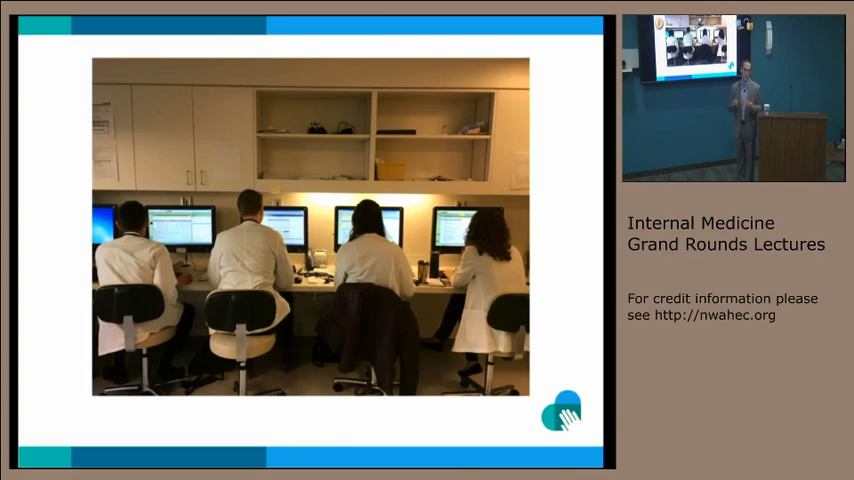 Internal Medicine
Grand Rounds Lectures
For credit information please
see http://nwahec.org